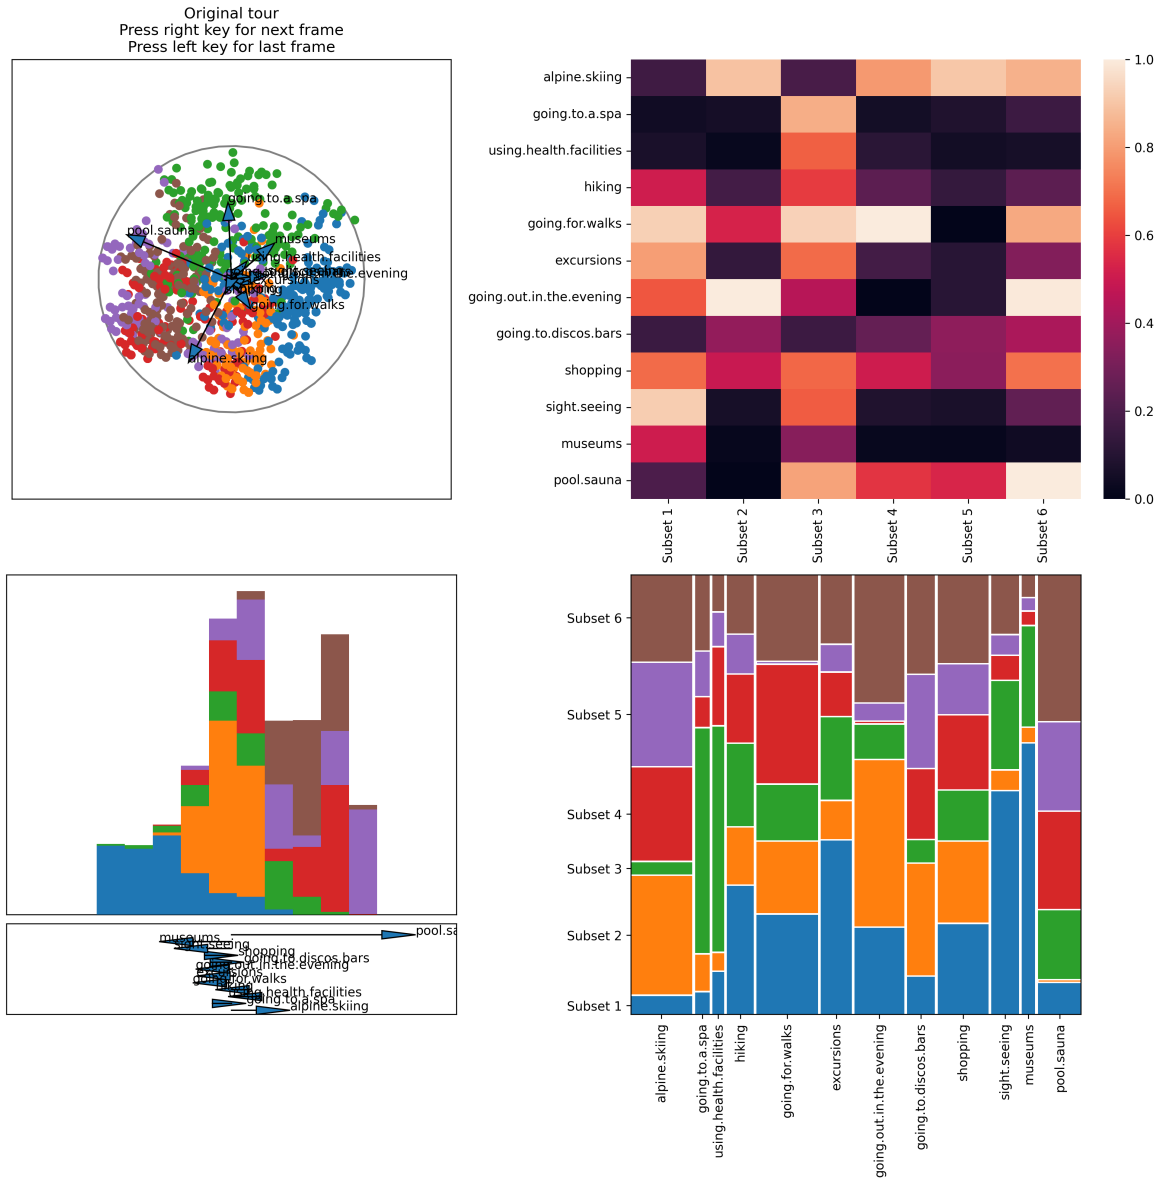 Original tour
Press right key for next frame
Press left key for last frame
going.to.a.spa
pool.sauna
museums
using.health.facilities
going.out.in.the.evening
excursions
shopping
going.for.walks
alpine.skiing
alpine.skiing
going.to.a.spa
using.health.facilities
hiking
going.for.walks
excursions
going.out.in.the.evening
going.to.discos.bars
shopping
sight.seeing
museums
pool.sauna
Subset 1
Subset 2
Subset 3
Subset 4
Subset 5
Subset 6
1.0
0.8
0.6
0.4
0.2
0.0
pool.sa
museums
sight.seeing
shopping
going.to.discos.bars
going.out.in.the.evening
excursions
going.for.walks
hiking
using.health.facilities
going.to.a.spa
alpine.skiing
Subset 6
Subset 5
Subset 4
Subset 3
Subset 2
Subset 1
alpine.skiing
going.to.a.spa
using.health.facilities
hiking
going.for.walks
excursions
going.out.in.the.evening
going.to.discos.bars
shopping
sight.seeing
museums
pool.sauna